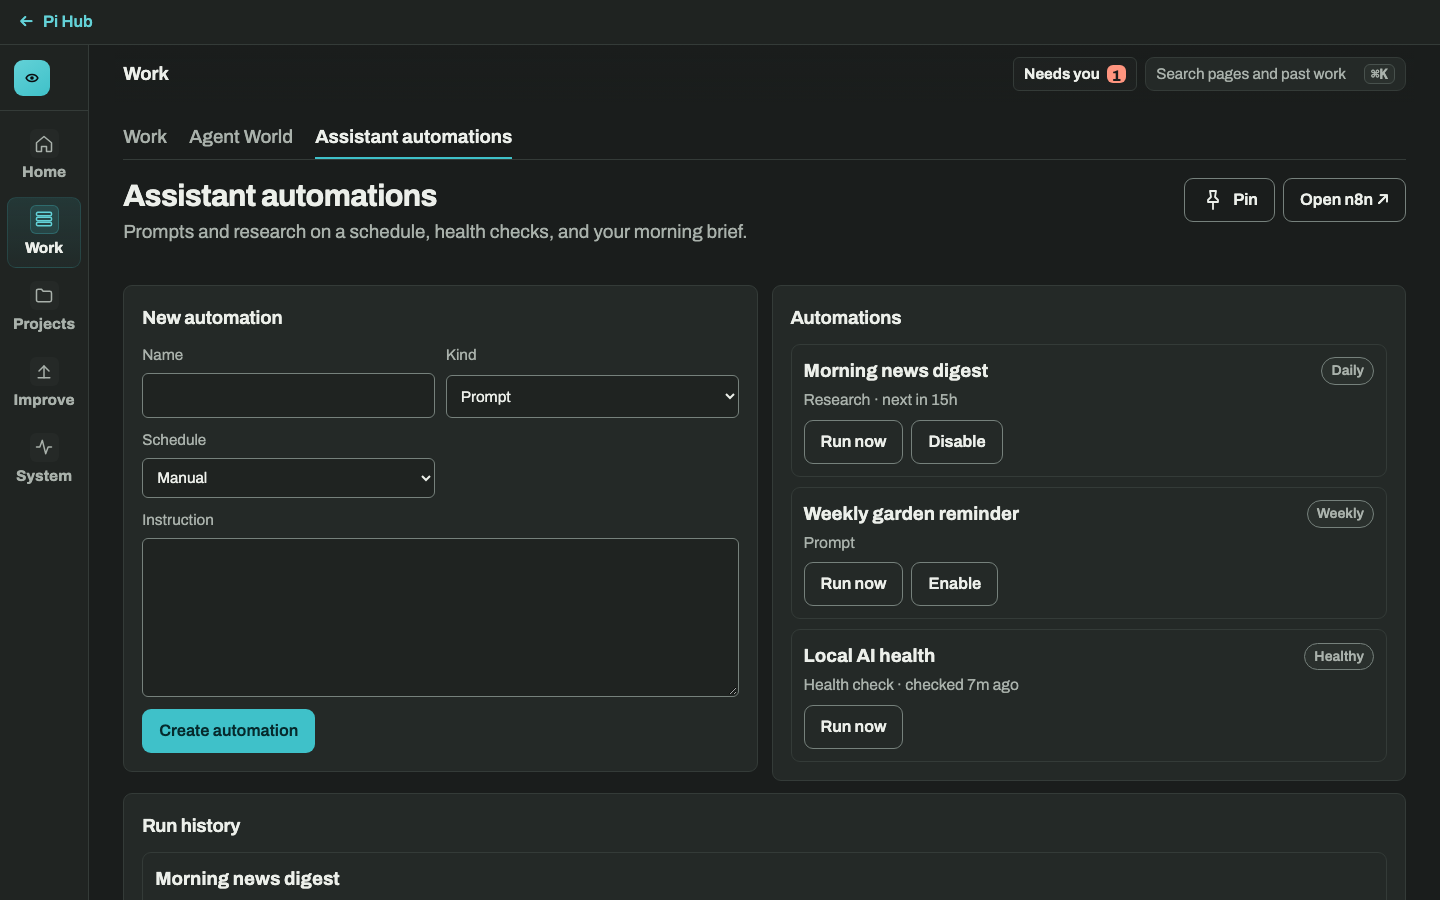 Pi Hub
Work
Needs you 1
Search pages and past work ⌘K
Home
Work
Projects
Improve
System
Work Agent World Assistant automations
Assistant automations
Prompts and research on a schedule, health checks, and your morning brief.
Pin
Open n8n
New automation
Name
Kind
Prompt
Schedule
Manual
Instruction
Create automation
Automations
Morning news digest
Daily
Research · next in 15h
Run now
Disable
Weekly garden reminder
Weekly
Prompt
Run now
Enable
Local AI health
Healthy
Health check · checked 7m ago
Run now
Run history
Morning news digest